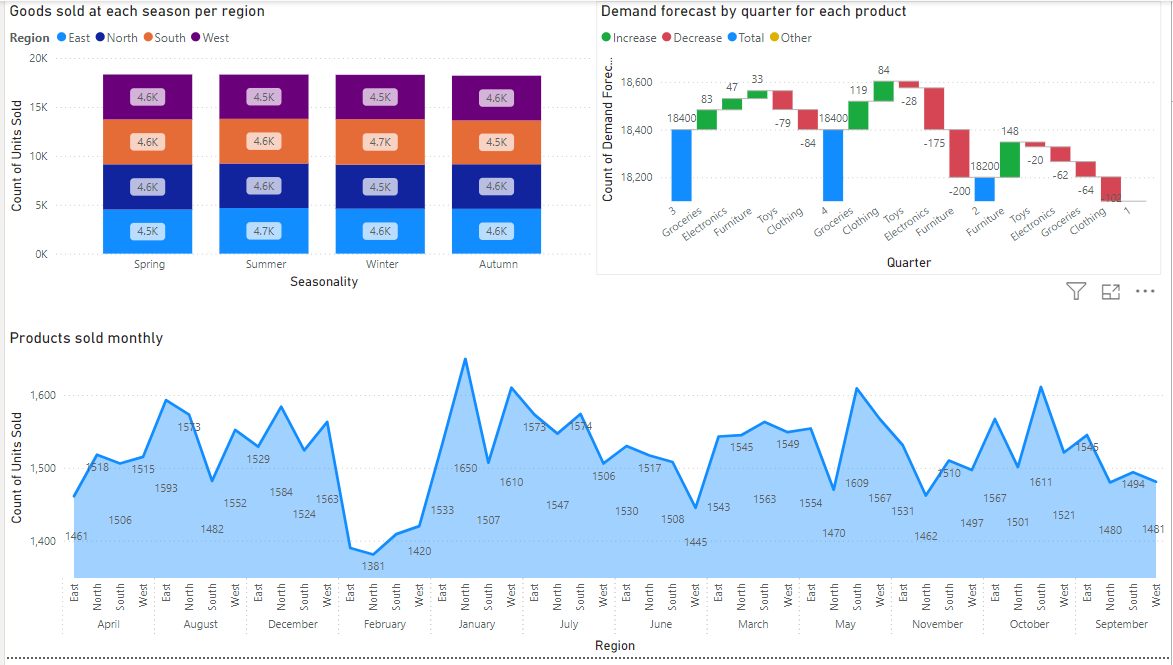 Goods sold at each season per region
Region East North South West
Count of Units Sold
20K
15K
10K
5K
0K
4.6K 4.5K 4.5K 4.6K
4.6K 4.6K 4.7K 4.5K
4.6K 4.6K 4.5K 4.6K
4.5K 4.7K 4.6K 4.6K
Spring Summer Winter Autumn
Seasonality
Demand forecast by quarter for each product
Increase Decrease Total Other
Count of Demand Forec...
18,600
18,400
18,200
18400 83 47 33 -79 -84 18400 119 84 -28 -175 -200 18200 148 -20 -62 -64 -102
3 Groceries Electronics Furniture Toys Clothing 4 Groceries Clothing Toys Electronics Furniture 2 Furniture Toys Electronics Groceries Clothing 1
Quarter
Products sold monthly
Count of Units Sold
1,600
1,500
1,400
1461 1518 1506 1515 1593 1573 1482 1552 1529 1584 1524 1563 1381 1420 1533 1650 1507 1610 1573 1547 1574 1506 1530 1517 1508 1445 1543 1545 1563 1549 1554 1470 1609 1567 1531 1462 1510 1497 1567 1501 1611 1521 1545 1480 1494 1481
East North South West East North South West East North South West East North South West East North South West East North South West East North South West East North South West East North South West East North South West East North South West East North South West
April August December February January July June March May November October September
Region